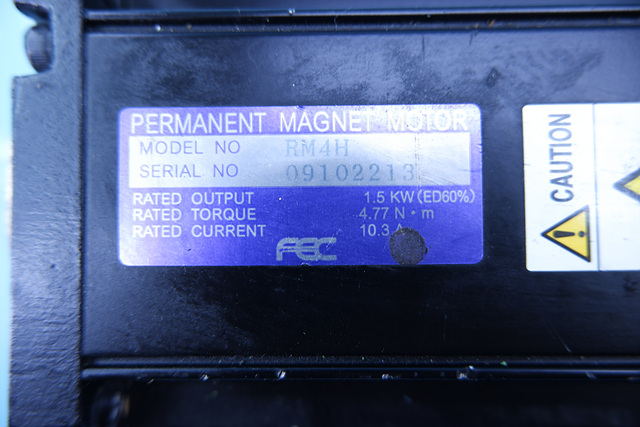 PERMANENT MAGNET MOTOR
MODEL NO RM4H
SERIAL NO 09102213
RATED OUTPUT 1.5 KW (ED60%)
RATED TORQUE 4.77 N・m
RATED CURRENT 10.3 A
FEC
CAUTION